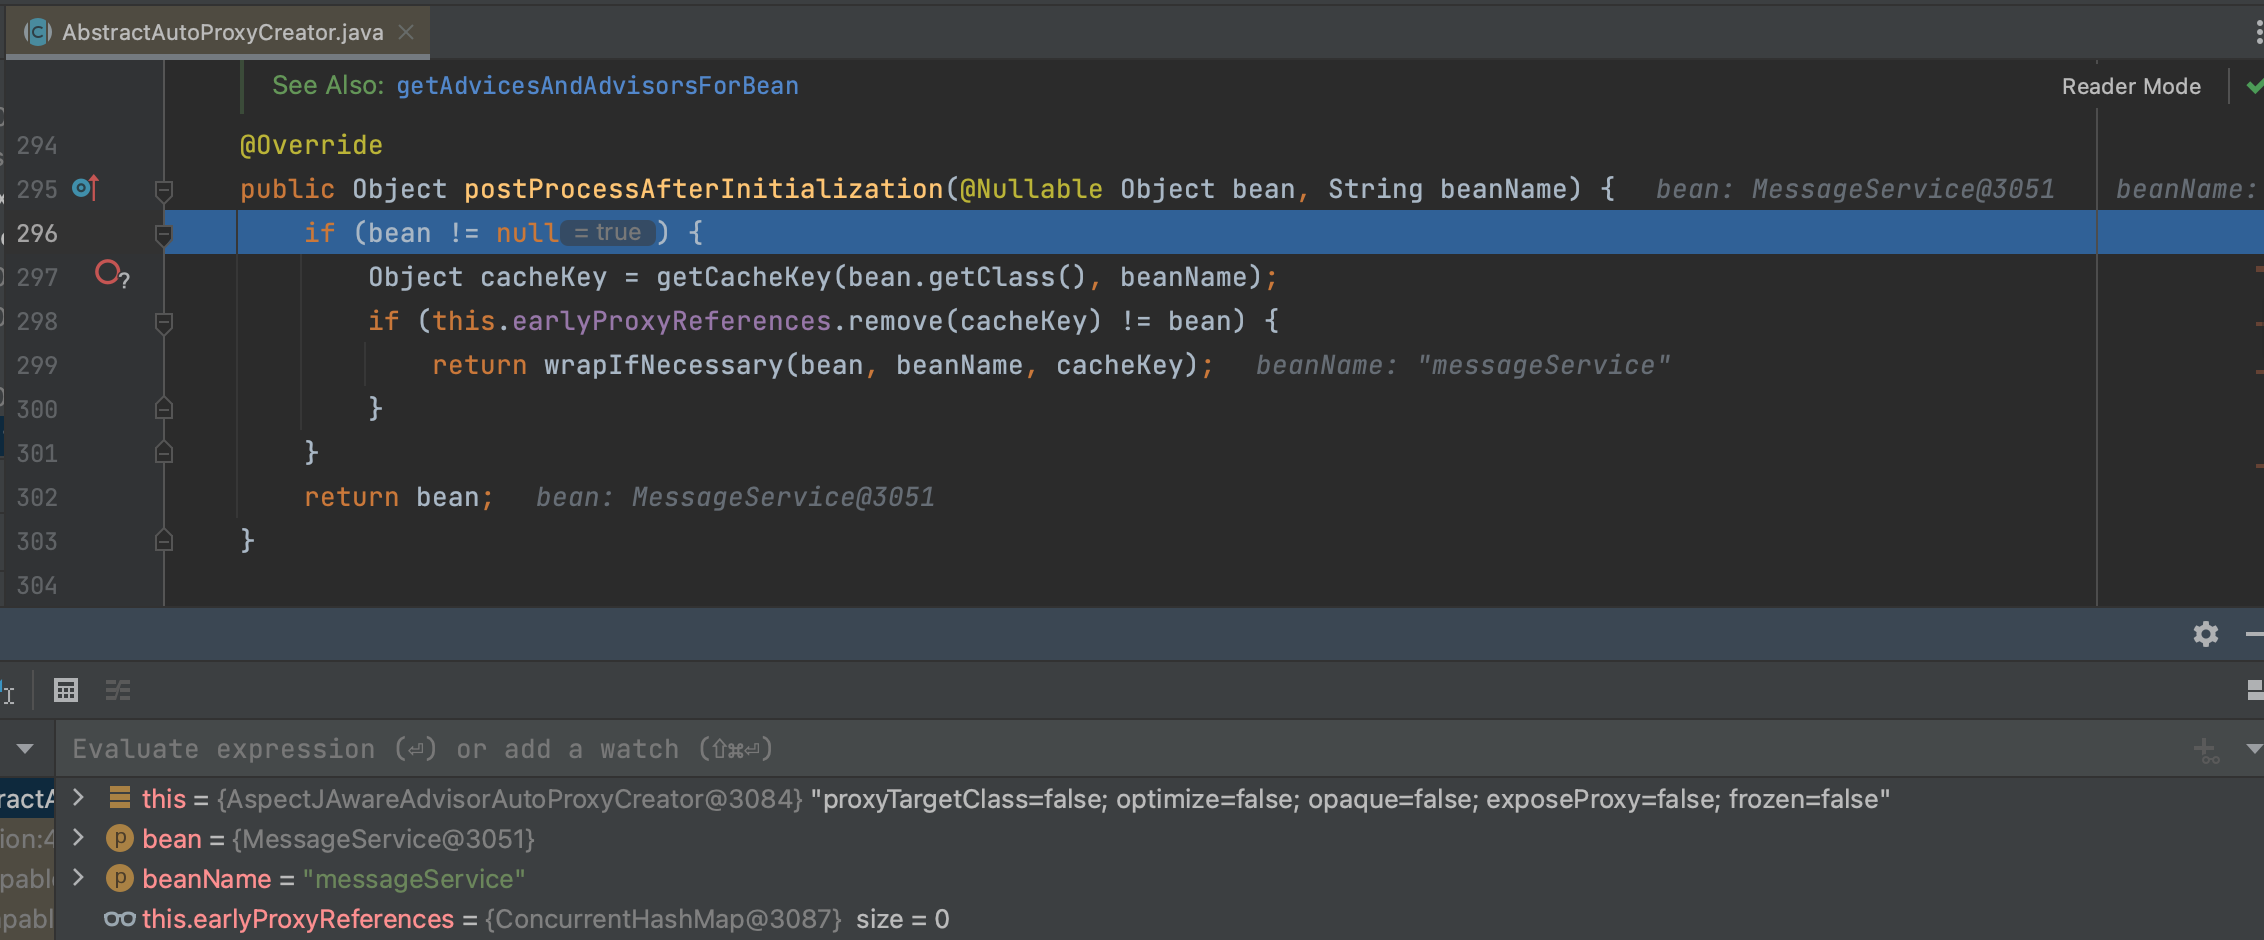 AbstractAutoProxyCreator.java
See Also: getAdvicesAndAdvisorsForBean
Reader Mode
294 @Override
295 public Object postProcessAfterInitialization(@Nullable Object bean, String beanName) { bean: MessageService@3051 beanName:
296 if (bean != null = true ) {
297 Object cacheKey = getCacheKey(bean.getClass(), beanName);
298 if (this.earlyProxyReferences.remove(cacheKey) != bean) {
299 return wrapIfNecessary(bean, beanName, cacheKey); beanName: "messageService"
300 }
301 }
302 return bean; bean: MessageService@3051
303 }
304
Evaluate expression (⏎) or add a watch (⇧⌘⏎)
ractA this = {AspectJAwareAdvisorAutoProxyCreator@3084} "proxyTargetClass=false; optimize=false; opaque=false; exposeProxy=false; frozen=false"
ion:4 p bean = {MessageService@3051}
pabl p beanName = "messageService"
pabl this.earlyProxyReferences = {ConcurrentHashMap@3087} size = 0